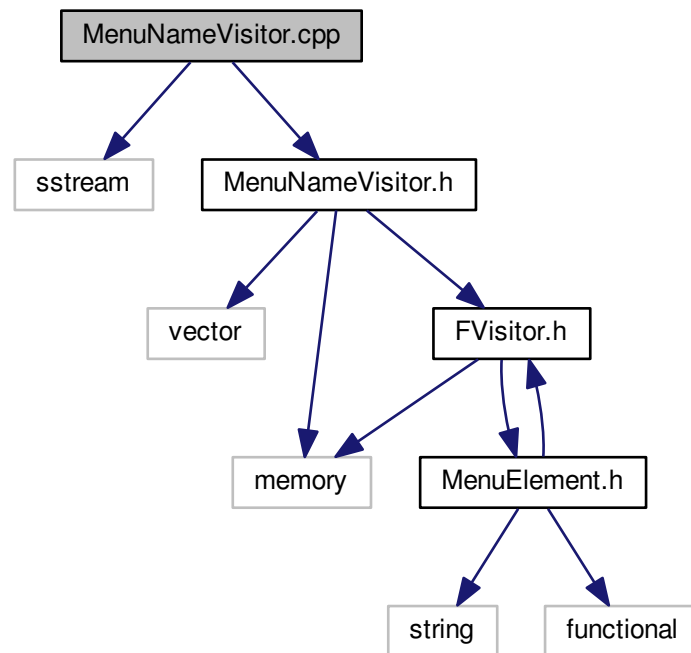 MenuNameVisitor.cpp
sstream
MenuNameVisitor.h
vector
FVisitor.h
memory
MenuElement.h
string
functional